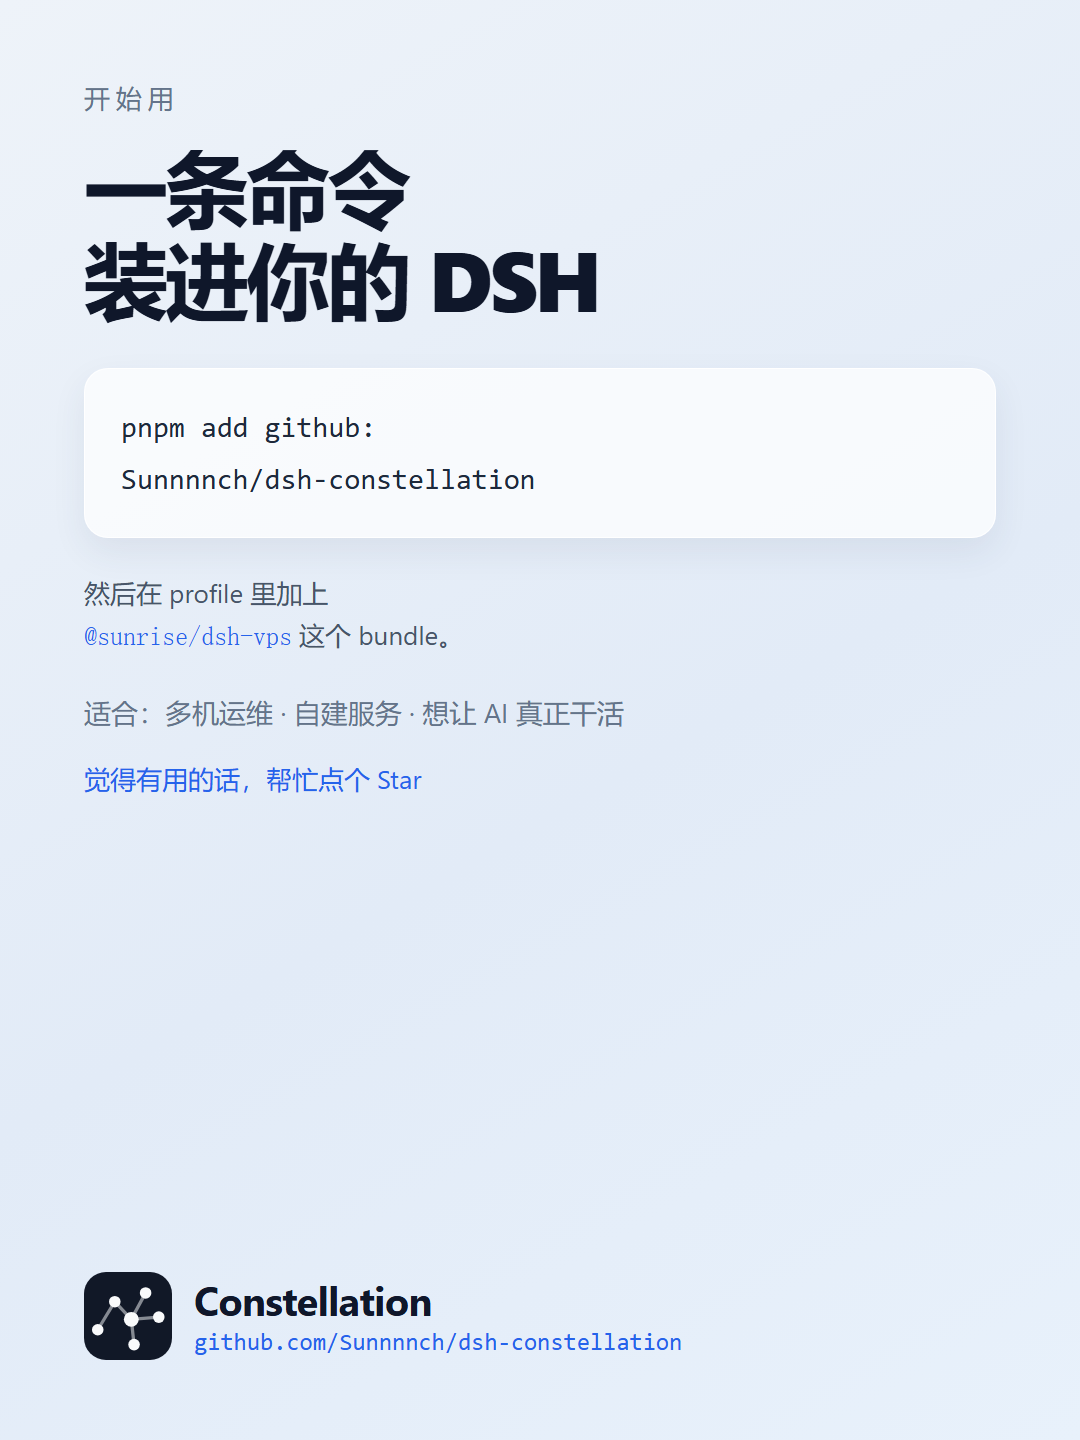 开始用
一条命令
装进你的 DSH
pnpm add github:
Sunnnnch/dsh-constellation
然后在 profile 里加上
@sunrise/dsh-vps 这个 bundle。
适合：多机运维 · 自建服务 · 想让 AI 真正干活
觉得有用的话，帮忙点个 Star
Constellation
github.com/Sunnnnch/dsh-constellation